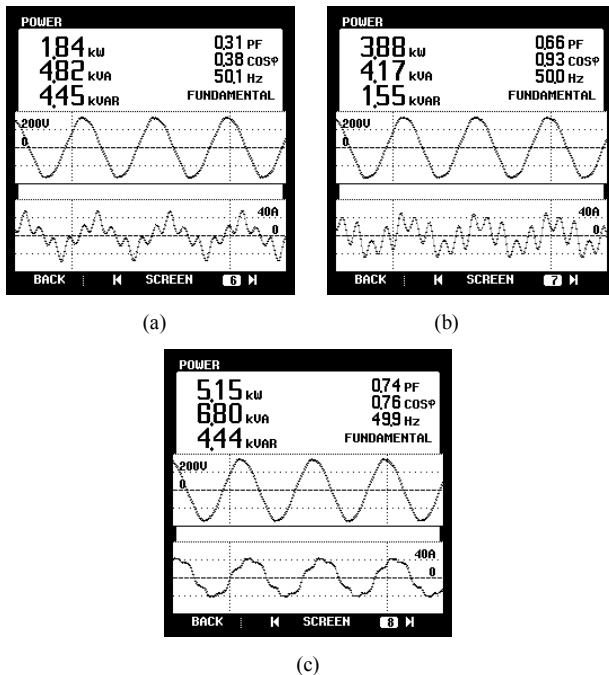 POWER
1.84 kW
4.82 kVA
4.45 kVAR
0.31 PF
0.38 COSφ
50.1 Hz
FUNDAMENTAL
200V
0
40A
0
BACK SCREEN 6
(a)
POWER
3.88 kW
4.17 kVA
1.55 kVAR
0.66 PF
0.93 COSφ
50.0 Hz
FUNDAMENTAL
200V
0
40A
0
BACK SCREEN 7
(b)
POWER
5.15 kW
6.80 kVA
4.44 kVAR
0.74 PF
0.76 COSφ
49.9 Hz
FUNDAMENTAL
200V
0
40A
0
BACK SCREEN 8
(c)